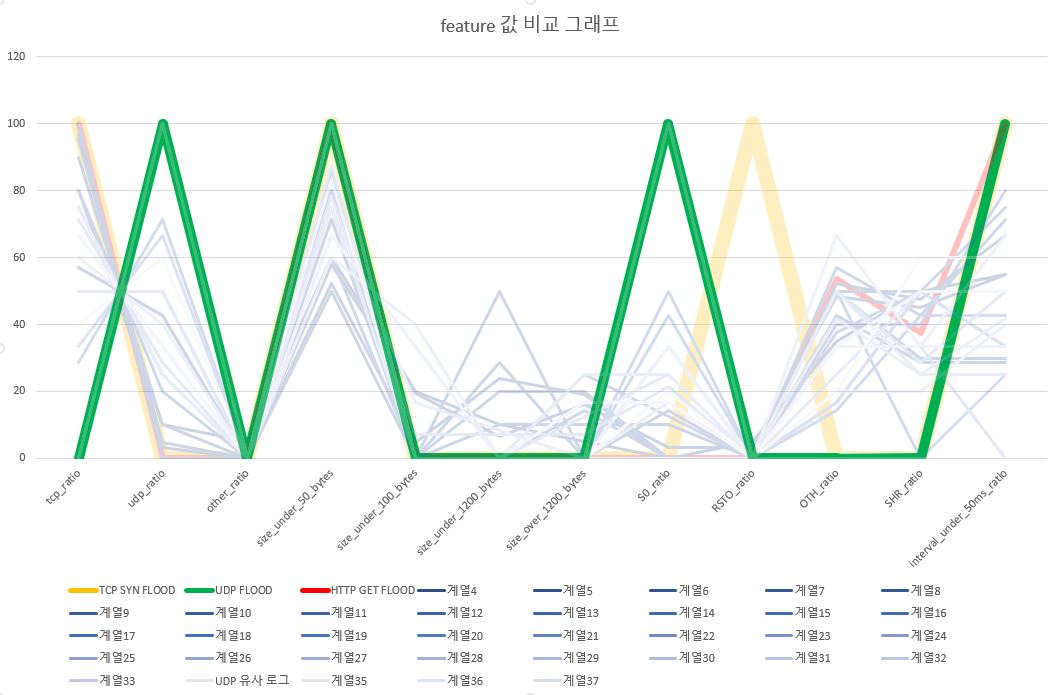 feature 값 비교 그래프
120
100
80
60
40
20
0
tcp_ratio
udp_ratio
other_ratio
size_under_50_bytes
size_under_100_bytes
size_under_1200_bytes
size_over_1200_bytes
S0_ratio
RSTO_ratio
OTH_ratio
SHR_ratio
interval_under_50ms_ratio
TCP SYN FLOOD UDP FLOOD HTTP GET FLOOD 계열4 계열5 계열6 계열7 계열8
계열9 계열10 계열11 계열12 계열13 계열14 계열15 계열16
계열17 계열18 계열19 계열20 계열21 계열22 계열23 계열24
계열25 계열26 계열27 계열28 계열29 계열30 계열31 계열32
계열33 UDP 유사 로그 계열35 계열36 계열37